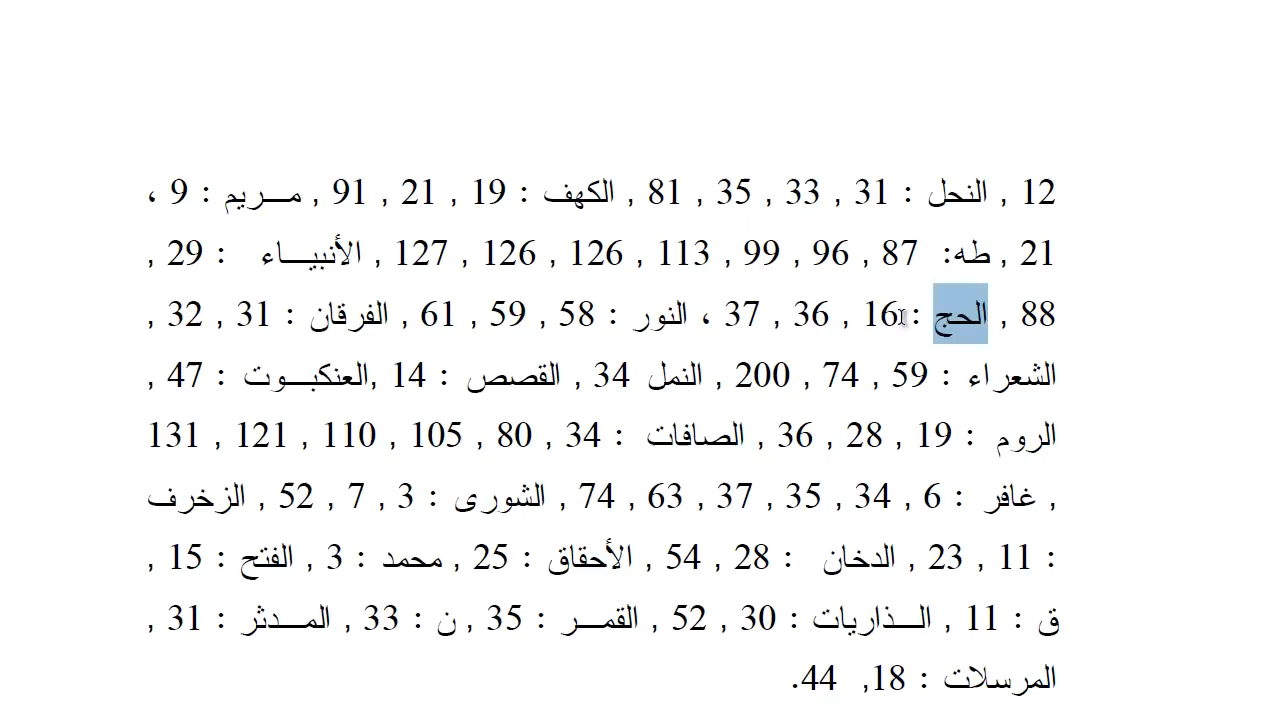 12 , النحل : 31 , 33 , 35 , 81 , الكهف : 19 , 21 , 91 , مـــريم : 9 ،
21 , طه: 87 , 96 , 99 , 113 , 126 , 126 , 127 , الأنبيـــاء : 29 ,
88 , الحج : 16 , 36 , 37 ، النور : 58 , 59 , 61 , الفرقان : 31 , 32 ,
الشعراء : 59 , 74 , 200 , النمل 34 , القصص : 14 ,العنكبـــوت : 47 ,
الروم : 19 , 28 , 36 , الصافات : 34 , 80 , 105 , 110 , 121 , 131
, غافر : 6 , 34 , 35 , 37 , 63 , 74 , الشورى : 3 , 7 , 52 , الزخرف
: 11 , 23 , الدخان : 28 , 54 , الأحقاق : 25 , محمد : 3 , الفتح : 15 ,
ق : 11 , الـــذاريات : 30 , 52 , القمـــر : 35 , ن : 33 , المـــدثر : 31 ,
المرسلات : 18, 44.